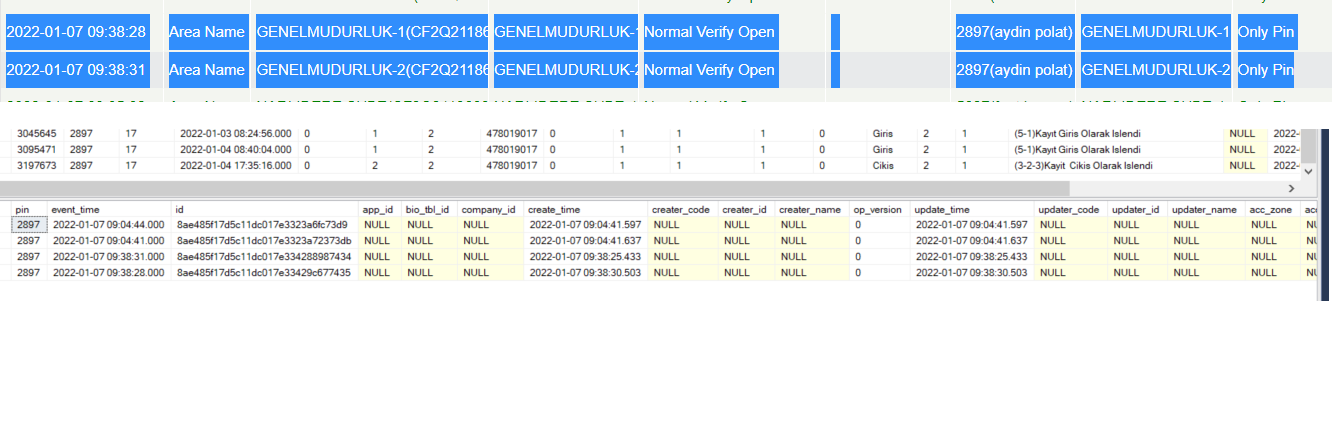 2022-01-07 09:38:28 Area Name GENELMUDURLUK-1(CF2Q21186 GENELMUDURLUK-1 Normal Verify Open 2897(aydin polat) GENELMUDURLUK-1 Only Pin
2022-01-07 09:38:31 Area Name GENELMUDURLUK-2(CF2Q21186 GENELMUDURLUK-2 Normal Verify Open 2897(aydin polat) GENELMUDURLUK-2 Only Pin
3045645 2897 17 2022-01-03 08:24:56.000 0 1 2 478019017 0 1 1 1 0 Giris 2 1 (5-1)Kayıt Giris Olarak Islendi NULL 2022-
3095471 2897 17 2022-01-04 08:40:04.000 0 1 2 478019017 0 1 1 1 0 Giris 2 1 (5-1)Kayıt Giris Olarak Islendi NULL 2022-
3197673 2897 17 2022-01-04 17:35:16.000 0 2 2 478019017 0 1 1 1 0 Cikis 2 1 (3-2-3)Kayit Cikis Olarak Islendi NULL 2022-
pin event_time id app_id bio_tbl_id company_id create_time creater_code creater_id creater_name op_version update_time updater_code updater_id updater_name acc_zone acc
2897 2022-01-07 09:04:44.000 8ae485f17d5c11dc017e3323a6fc73d9 NULL NULL NULL 2022-01-07 09:04:41.597 NULL NULL NULL 0 2022-01-07 09:04:41.597 NULL NULL NULL NULL NU
2897 2022-01-07 09:04:41.000 8ae485f17d5c11dc017e3323a72373db NULL NULL NULL 2022-01-07 09:04:41.637 NULL NULL NULL 0 2022-01-07 09:04:41.637 NULL NULL NULL NULL NU
2897 2022-01-07 09:38:31.000 8ae485f17d5c11dc017e334288987434 NULL NULL NULL 2022-01-07 09:38:25.433 NULL NULL NULL 0 2022-01-07 09:38:25.433 NULL NULL NULL NULL NU
2897 2022-01-07 09:38:28.000 8ae485f17d5c11dc017e33429c677435 NULL NULL NULL 2022-01-07 09:38:30.503 NULL NULL NULL 0 2022-01-07 09:38:30.503 NULL NULL NULL NULL NU